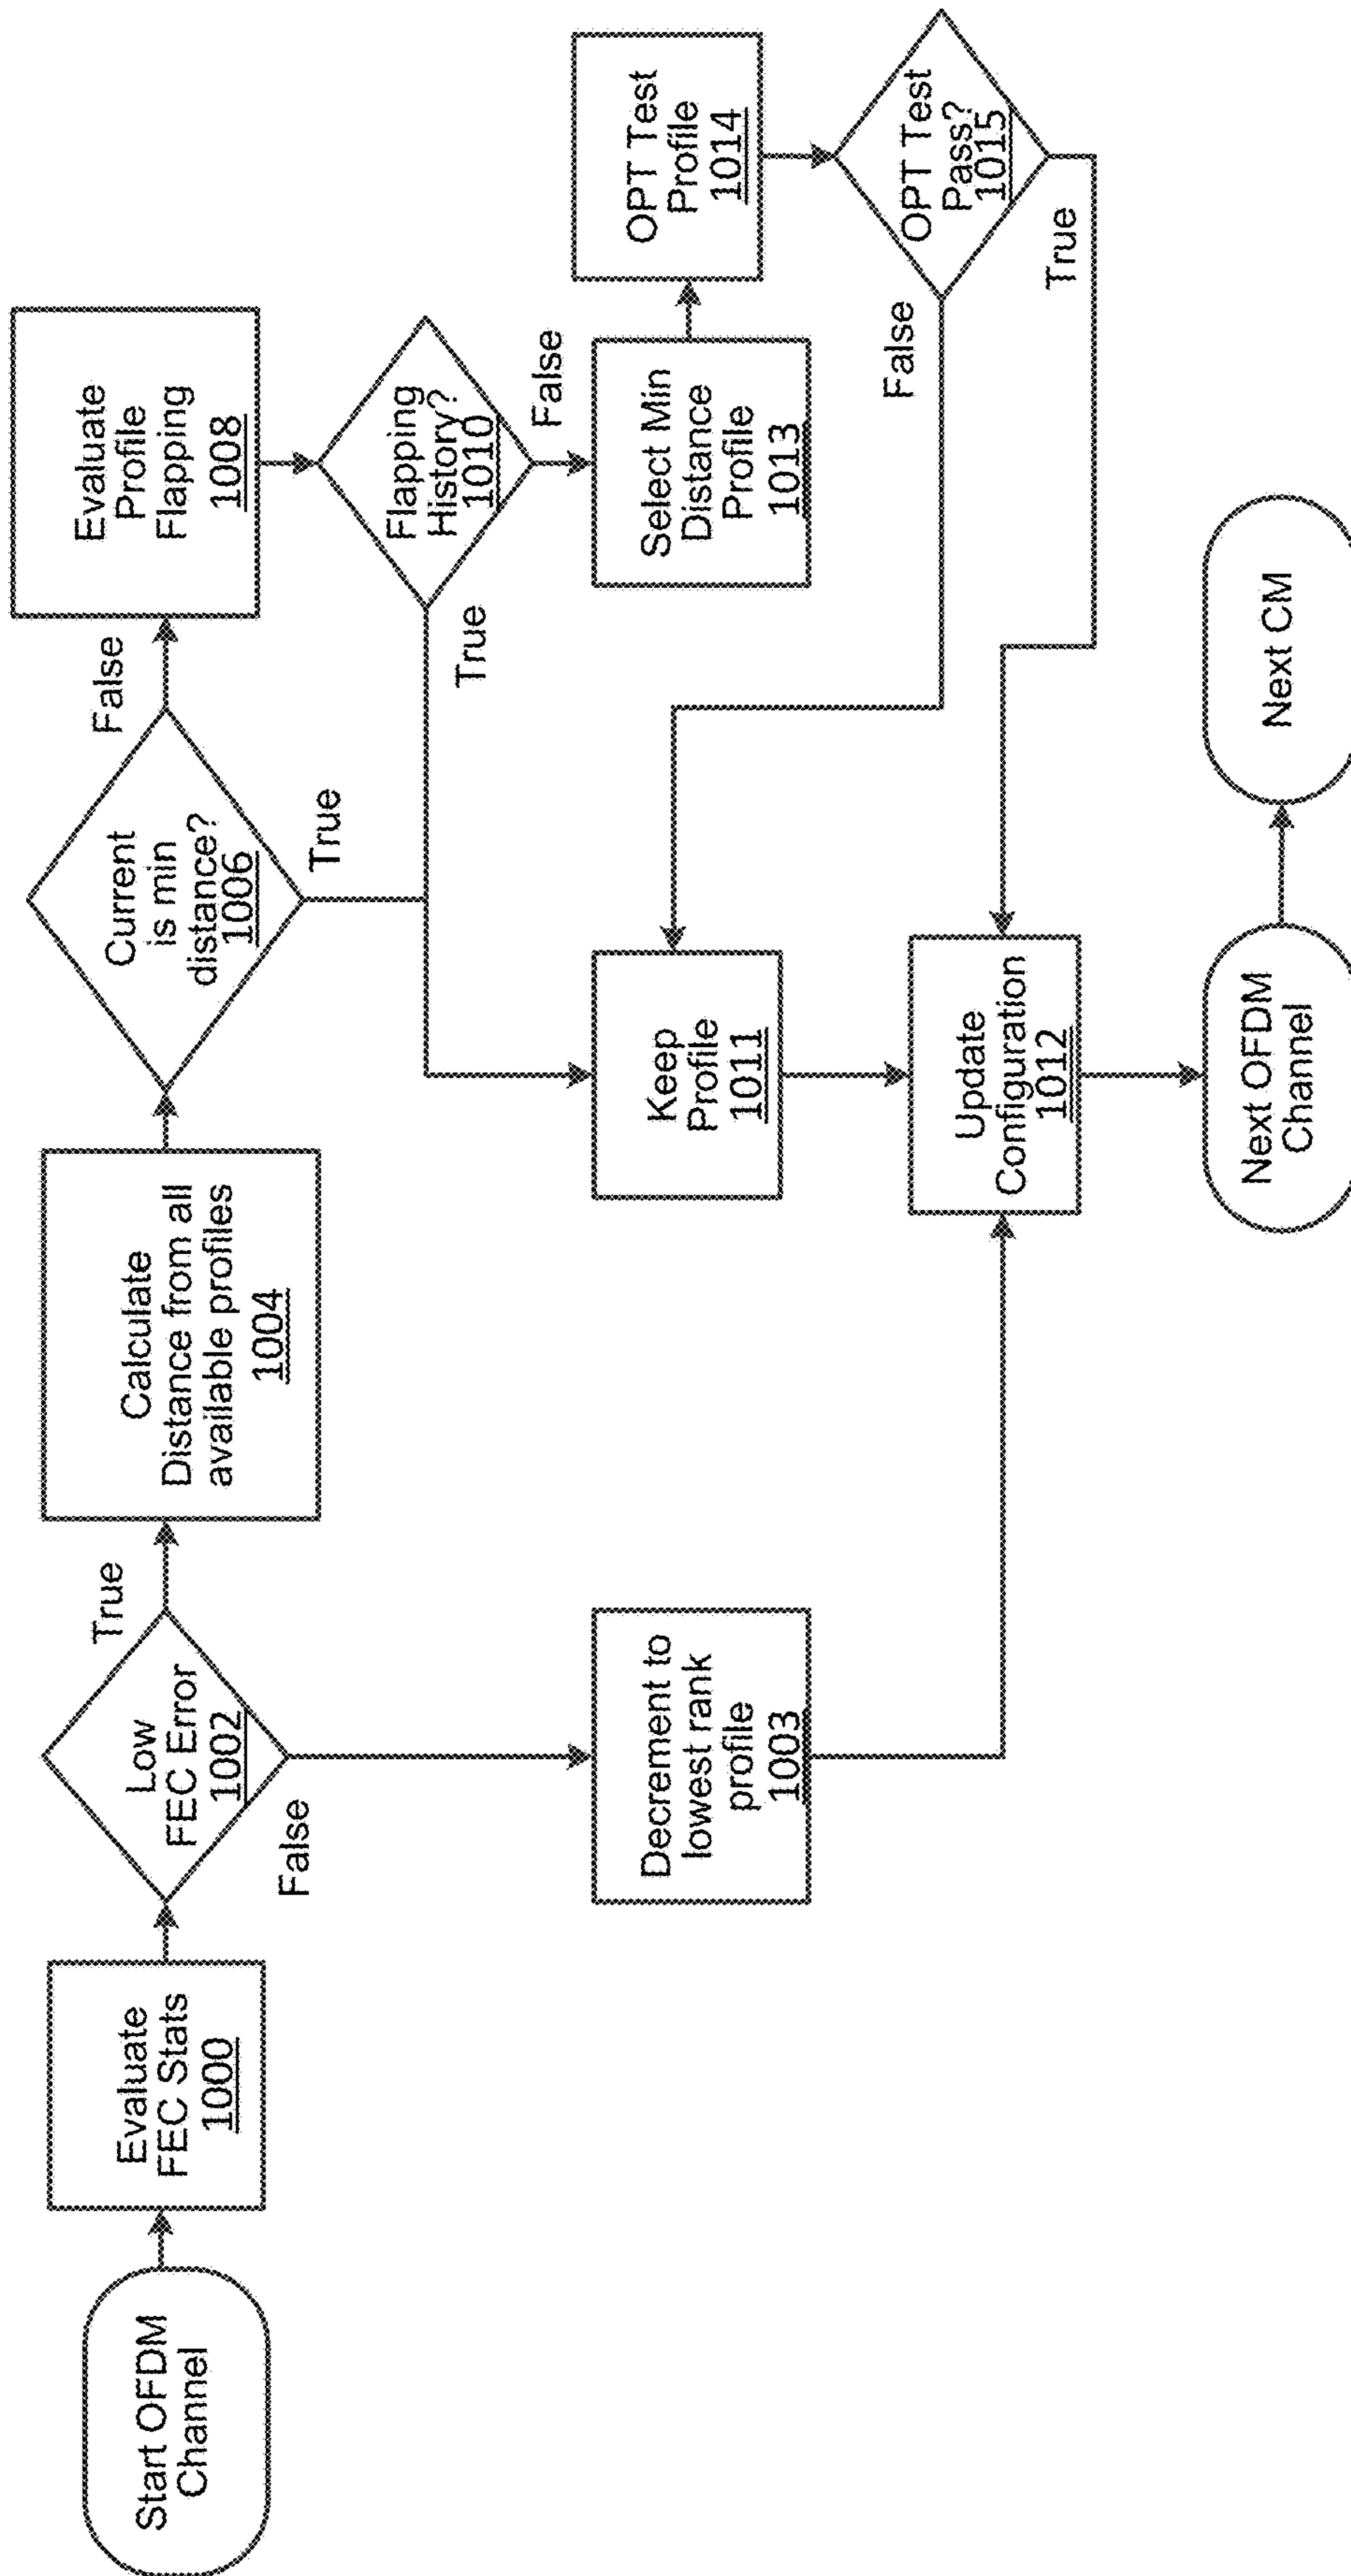 Start OFDM
Channel
Evaluate
FEC Stats
1000
Low
FEC Error
1002
True
False
Calculate
Distance from all
available profiles
1004
Current
is min
distance?
1006
False
True
Evaluate
Profile
Flapping
1008
Flapping
History?
1010
True
False
Decrement to
lowest rank
profile
1003
Keep
Profile
1011
Select Min
Distance
Profile
1013
OPT Test
Profile
1014
OPT Test
Pass?
1015
False
True
Update
Configuration
1012
Next OFDM
Channel
Next CM